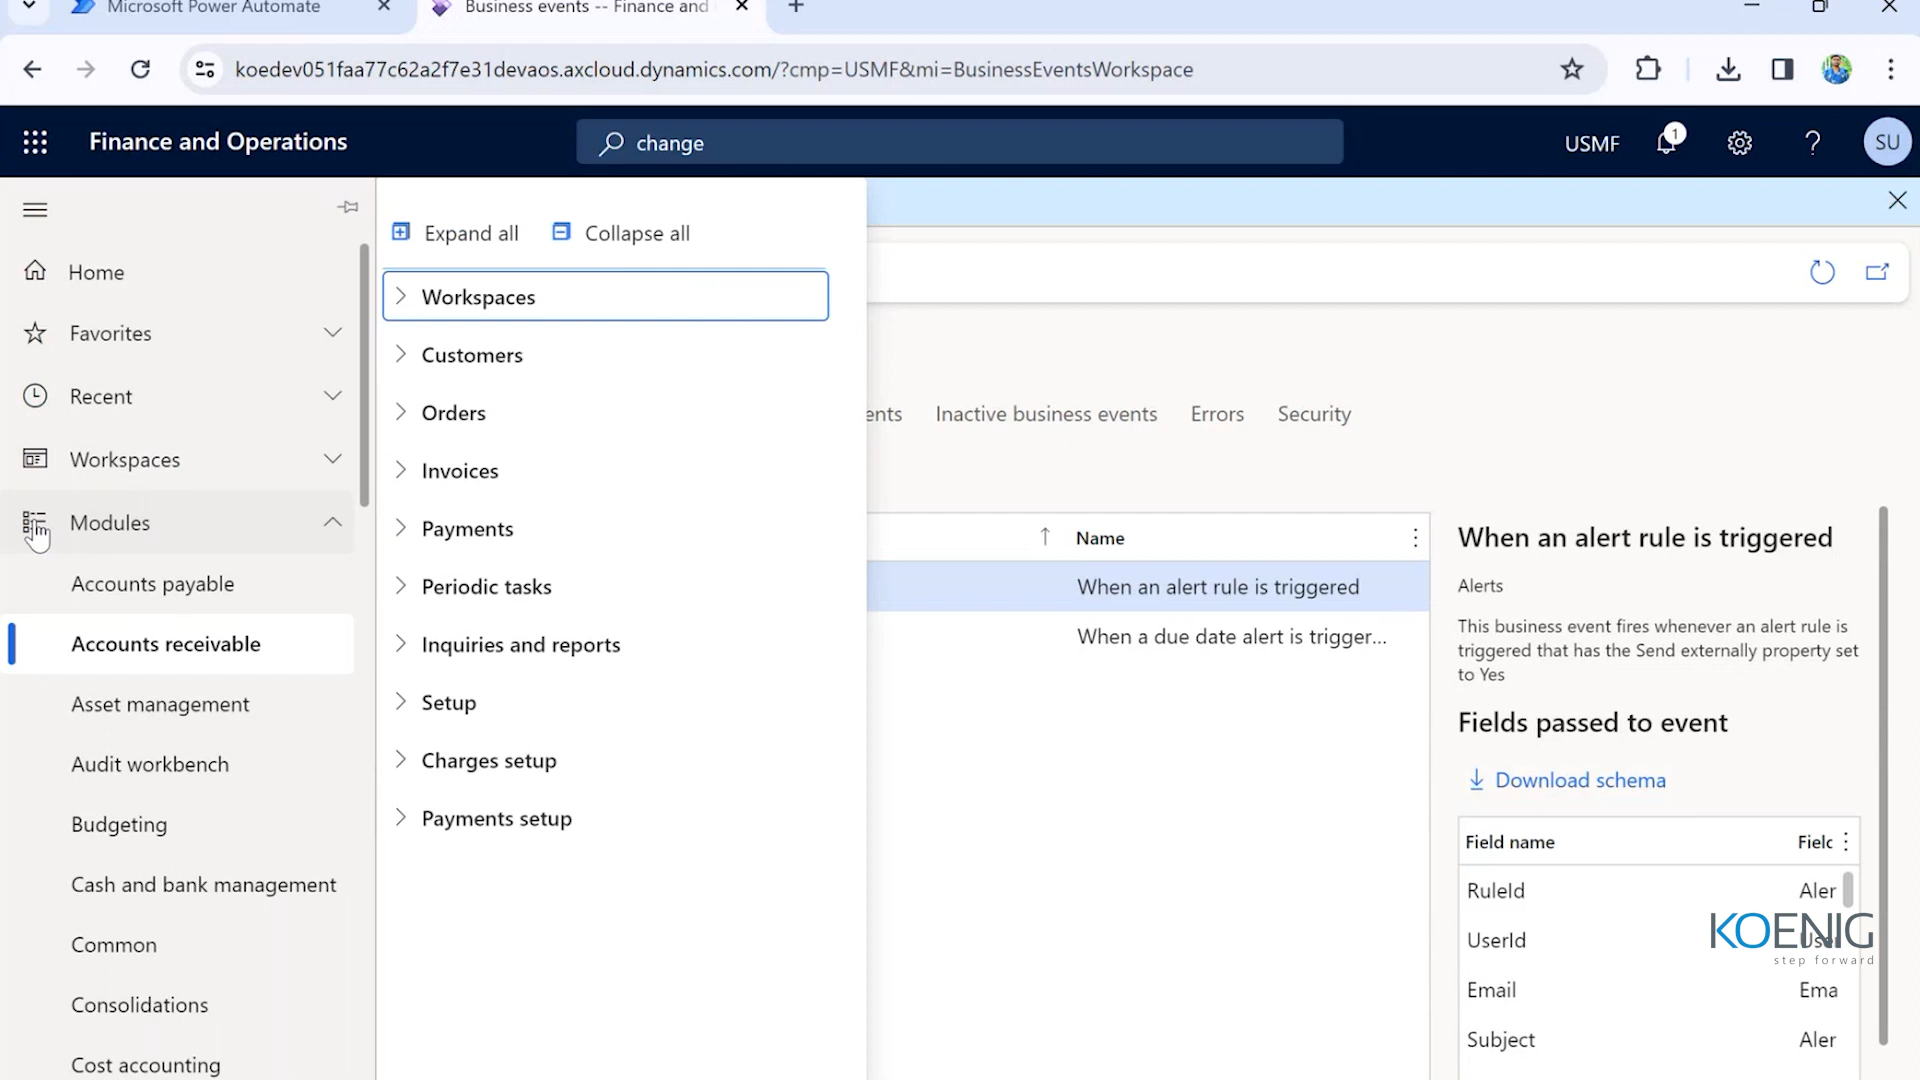 Microsoft Power Automate
Business events -- Finance and
koedev051faa77c62a2f7e31devaos.axcloud.dynamics.com/?cmp=USMF&mi=BusinessEventsWorkspace
Finance and Operations
change
USMF
1
?
SU
Expand all
Collapse all
Home
Favorites
Recent
Workspaces
Modules
Accounts payable
Accounts receivable
Asset management
Audit workbench
Budgeting
Cash and bank management
Common
Consolidations
Cost accounting
Workspaces
Customers
Orders
Invoices
Payments
Periodic tasks
Inquiries and reports
Setup
Charges setup
Payments setup
ents
Inactive business events
Errors
Security
Name
When an alert rule is triggered
When a due date alert is trigger...
When an alert rule is triggered
Alerts
This business event fires whenever an alert rule is
triggered that has the Send externally property set
to Yes
Fields passed to event
Download schema
Field name Fielc
RuleId Aler
UserId User
Email Ema
Subject Aler
KOENIG
step forward